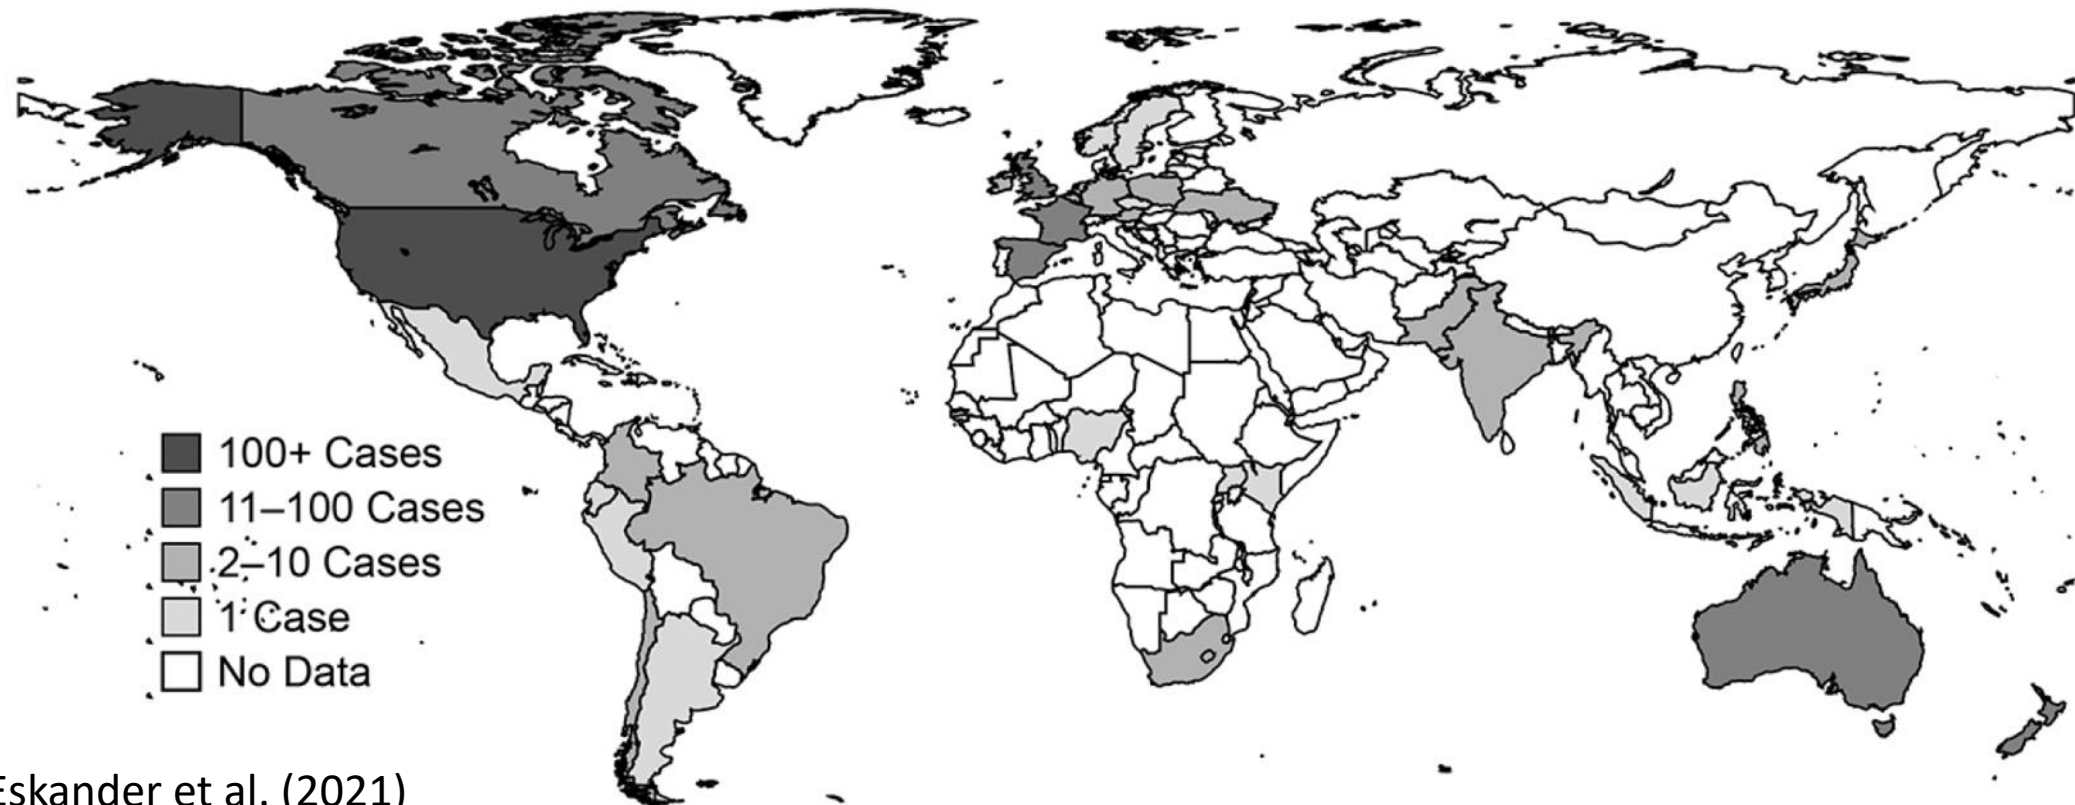 100+ Cases
11–100 Cases
2–10 Cases
1 Case
No Data
Eskander et al. (2021)